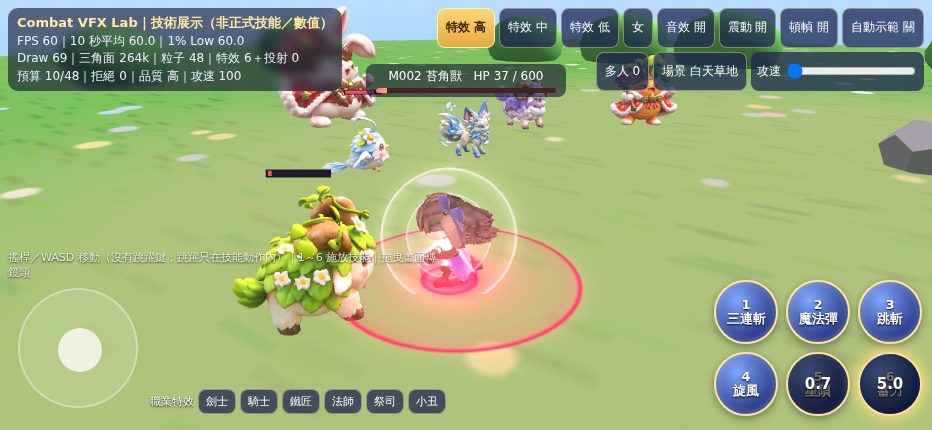 Combat VFX Lab｜技術展示（非正式技能／數值）
FPS 60｜10 秒平均 60.0｜1% Low 60.0
Draw 69｜三角面 264k｜粒子 48｜特效 6＋投射 0
預算 10/48｜拒絕 0｜品質 高｜攻速 100
特效 高
特效 中
特效 低
女
音效 開
震動 開
頓幀 開
自動示範 關
多人 0
場景 白天草地
攻速
M002 苔角獸 HP 37 / 600
搖桿／WASD 移動（沒有跳躍鍵；跳躍只在技能動作內）｜1～6 施放技能｜拖曳畫面轉
鏡頭
1
三連斬
2
魔法彈
3
跳斬
4
旋風
0.7
5.0
職業特效
劍士
騎士
鐵匠
法師
祭司
小丑